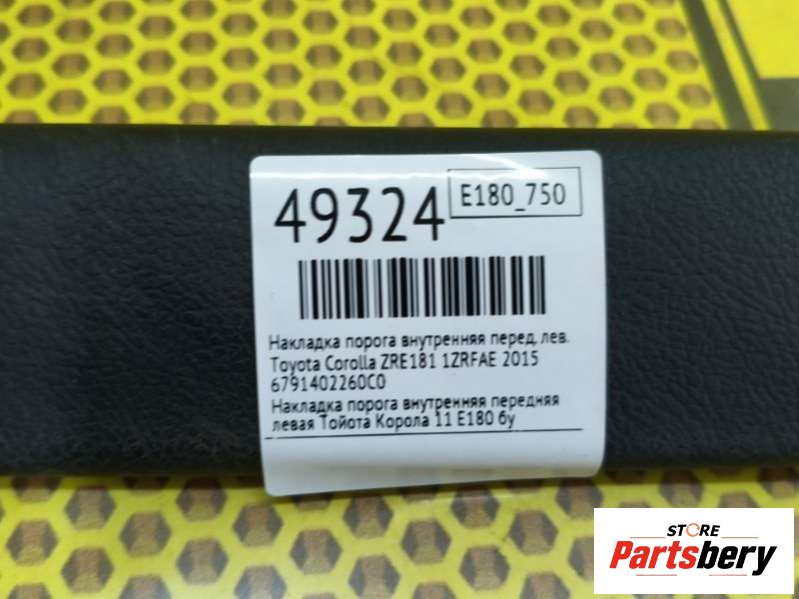 49324
E180_750
Накладка порога внутренняя перед. лев.
Toyota Corolla ZRE181 1ZRFAE 2015
6791402260C0
Накладка порога внутренняя передняя
левая Тойота Корола 11 E180 бу
STORE
Partsbery